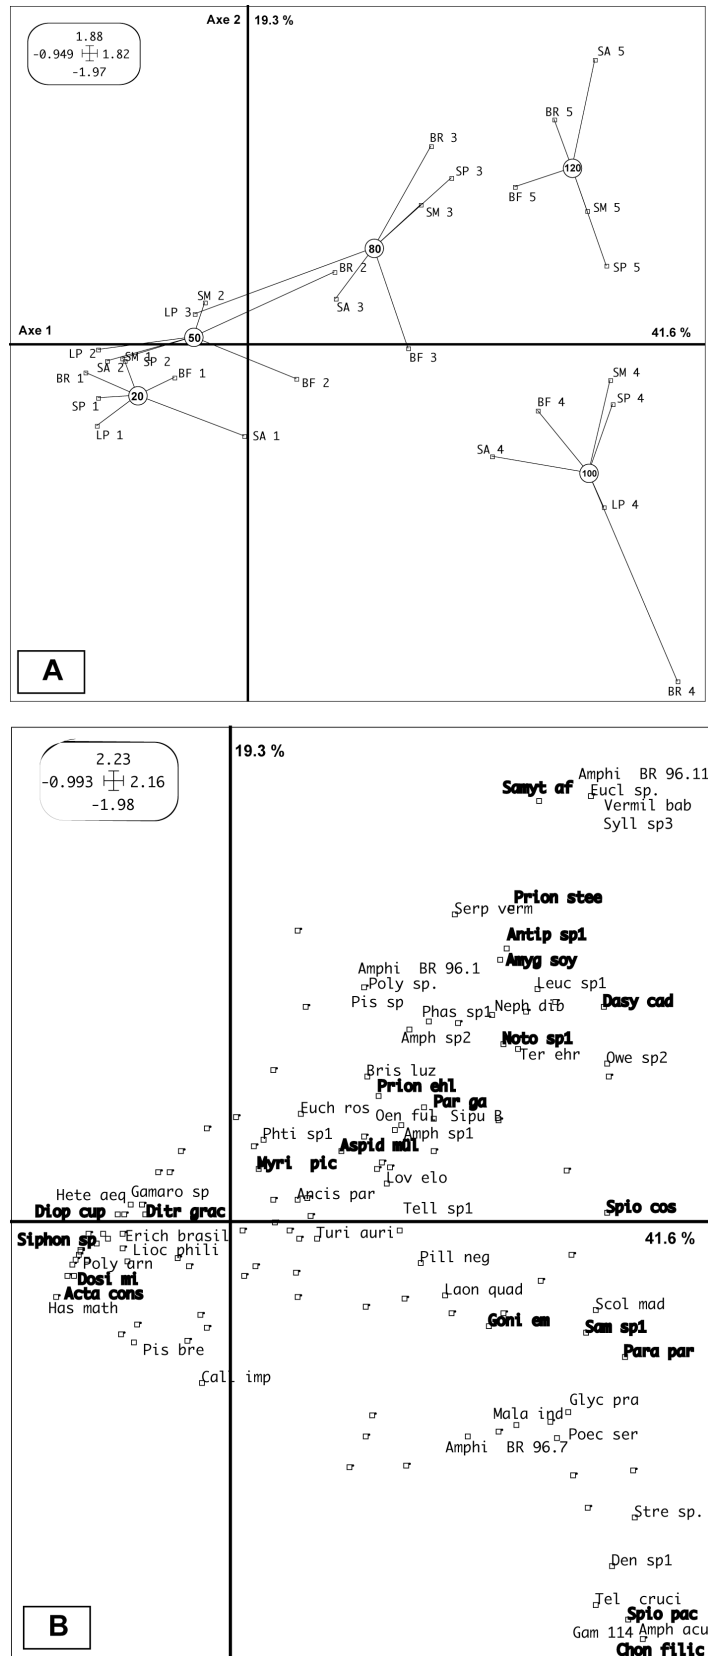 Axe 2 19.3 %
1.88
-0.949 1.82
-1.97
SA 5
BR 5
BR 3
120
SP 3
BF 5
SM 3
SM 5
80
BR 2
SP 5
SM 2
SA 3
LP 3
Axe 1 41.6 %
50
LP 2
BF 3
SM 1
SA 2 SP 2
BR 1 BF 1
BF 2
SM 4
20
SP 1
BF 4 SP 4
LP 1 SA 1
SA 4
100
LP 4
A
BR 4
19.3 %
2.23
-0.993 2.16
-1.98
Amphi BR 96.11
Samyt af Eucl sp.
Vermil bab
Syll sp3
Prion stee
Serp verm
Antip sp1
Amyg soy
Amphi BR 96.1
Poly sp. Leuc sp1
Pis sp Neph dib Dasy cad
Phas sp1
Amph sp2 Noto sp1
Ter ehr Owe sp2
Bris luz
Prion ehl
Euch ros Par ga
Oen ful Sipu B
Phti sp1 Amph sp1
Aspid mül
Myri pic
Lov elo
Hete aeq Gamaro sp Ancis par
Diop cup Ditr grac Tell sp1 Spio cos
Siphon sp Erich brasil Turi auri 41.6 %
Lioc phili
Poly arn Pill neg
Dosi mi
Acta cons Laon quad
Has math Scol mad
Goni em Sam sp1
Pis bre Para par
Call imp
Glyc pra
Mala ind
Amphi BR 96.7 Poec ser
Stre sp.
Den sp1
Tel cruci
B Spio pac
Gam 114 Amph acu
Chon filic